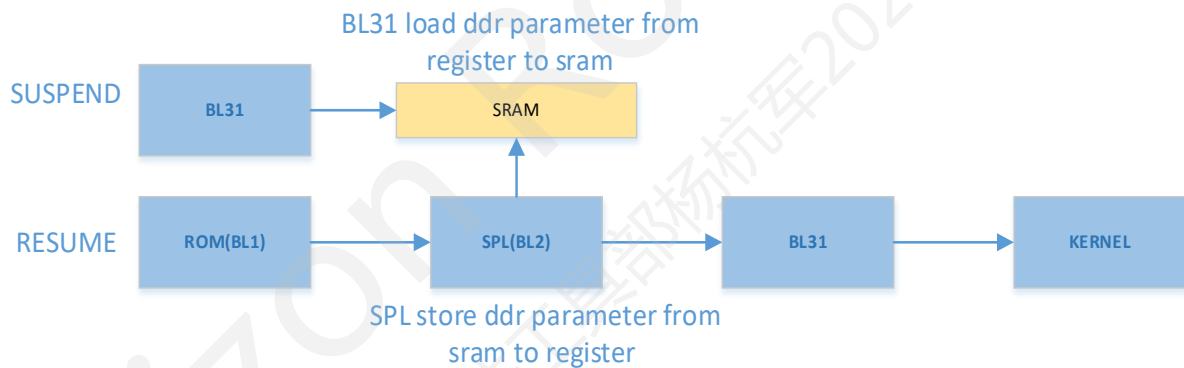 BL31 load ddr parameter from
register to sram
SUSPEND
BL31
SRAM
RESUME
ROM(BL1)
SPL(BL2)
BL31
KERNEL
SPL store ddr parameter from
sram to register